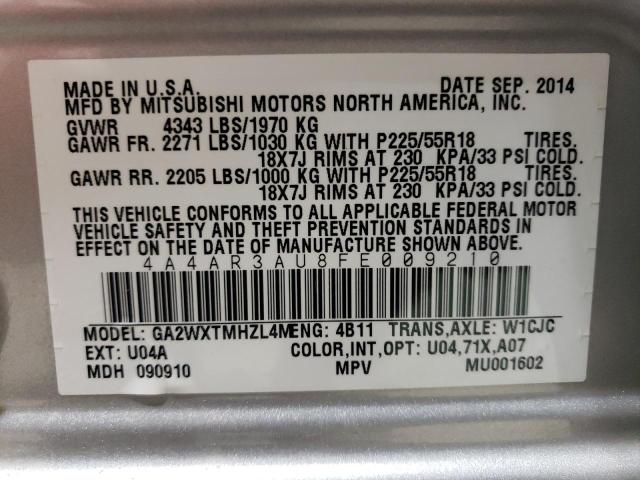 MADE IN U.S.A. DATE SEP. 2014
MFD BY MITSUBISHI MOTORS NORTH AMERICA, INC.
GVWR 4343 LBS/1970 KG
GAWR FR. 2271 LBS/1030 KG WITH P225/55R18 TIRES.
18X7J RIMS AT 230 KPA/33 PSI COLD.
GAWR RR. 2205 LBS/1000 KG WITH P225/55R18 TIRES.
18X7J RIMS AT 230 KPA/33 PSI COLD.
THIS VEHICLE CONFORMS TO ALL APPLICABLE FEDERAL MOTOR
VEHICLE SAFETY AND THEFT PREVENTION STANDARDS IN
EFFECT ON THE DATE OF MANUFACTURE SHOWN ABOVE.
4A4AR3AU8FE009210
MODEL: GA2WXTMHZL4M ENG: 4B11 TRANS,AXLE: W1CJC
EXT: U04A COLOR,INT,OPT: U04,71X,A07
MDH 090910 MPV MU001602